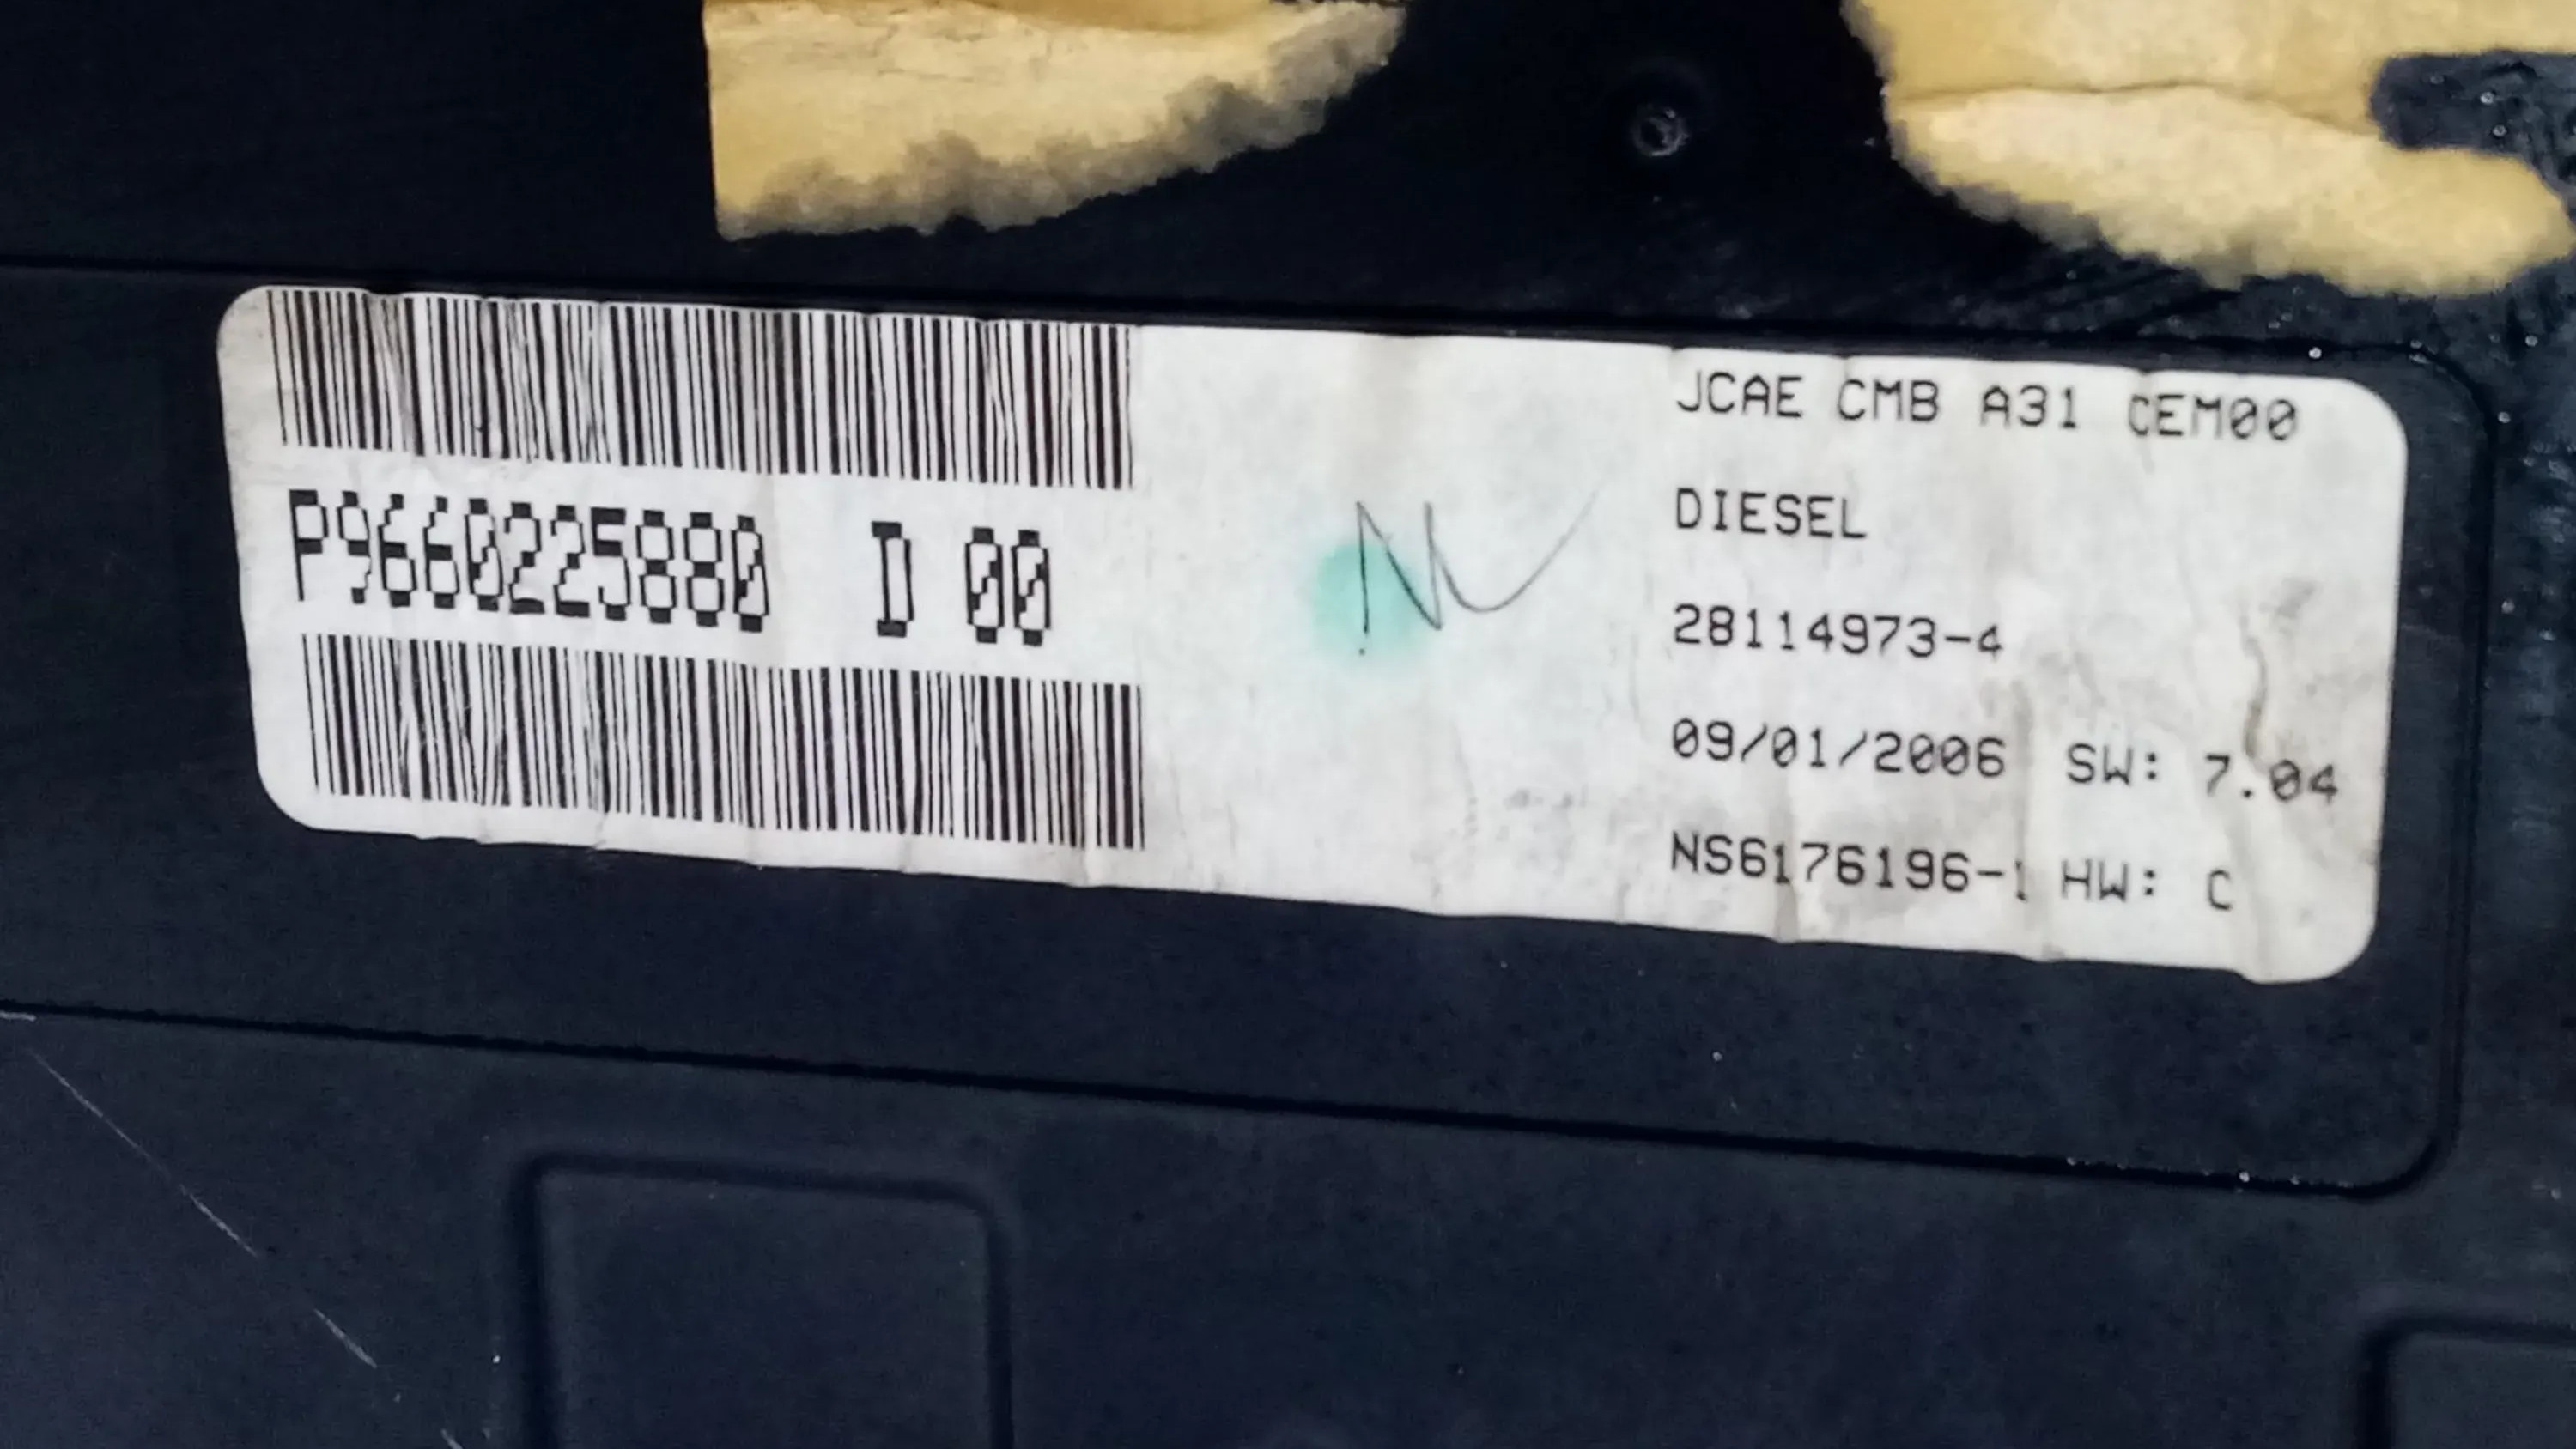 P9660225880 D 00
JCAE CMB A31 CEM00
DIESEL
28114973-4
09/01/2006 SW: 7.04
NS6176196-1 HW: C